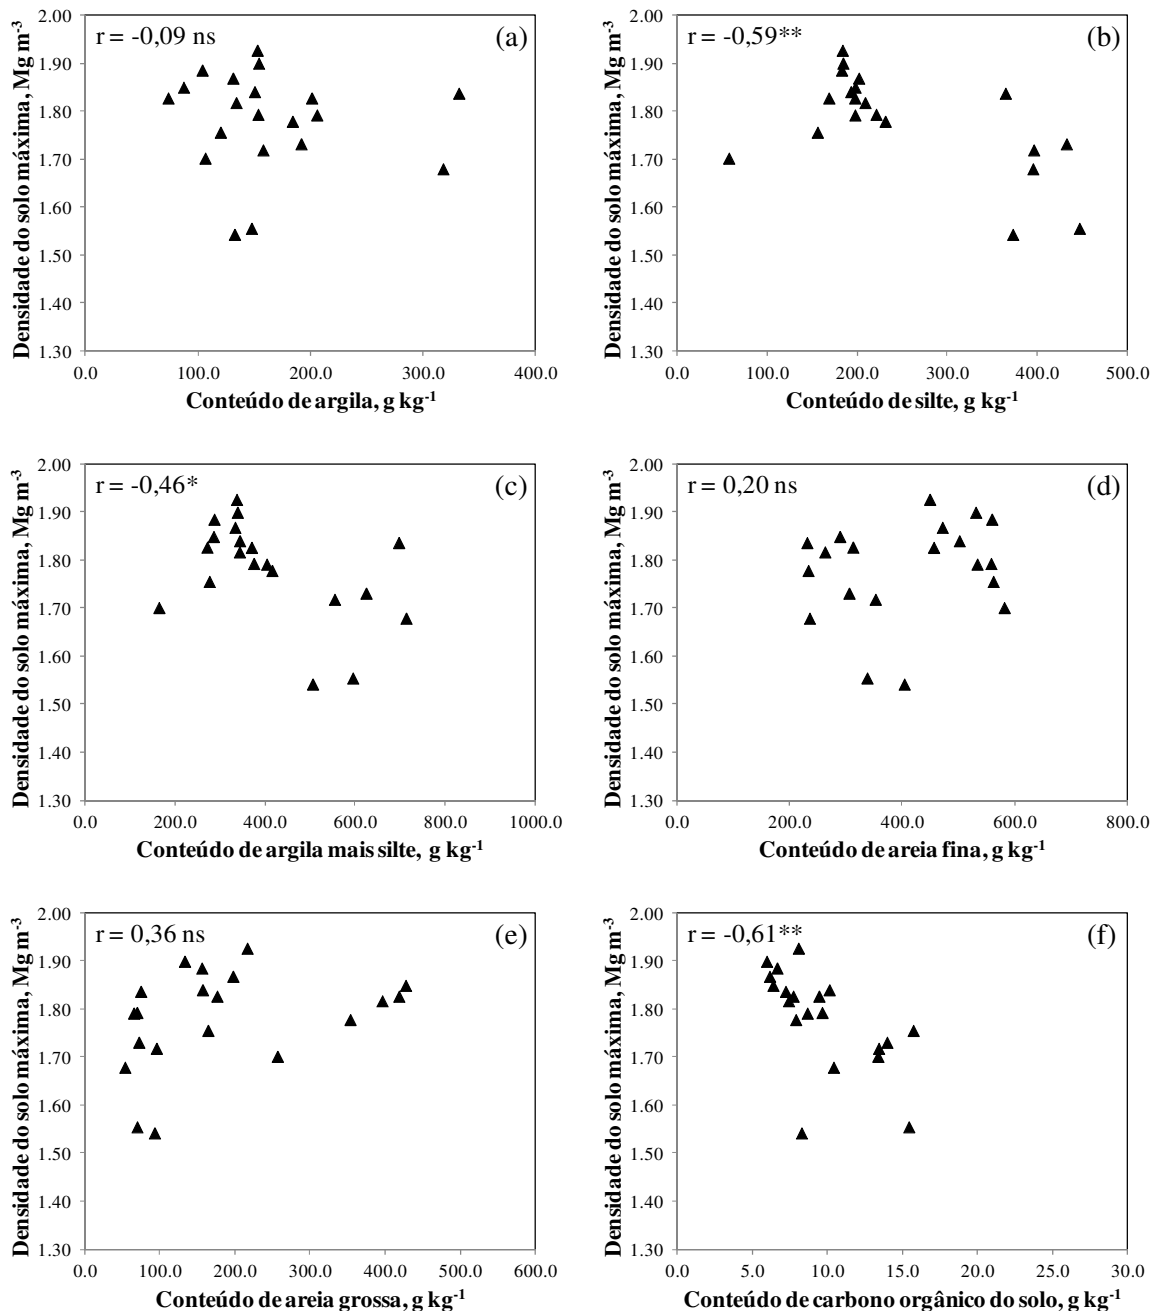 r = -0,09 ns
(a)
Densidade do solo máxima, Mg m-3
2.00
1.90
1.80
1.70
1.60
1.50
1.40
1.30
0.0 100.0 200.0 300.0 400.0
Conteúdo de argila, g kg-1
r = -0,59**
(b)
Densidade do solo máxima, Mg m-3
2.00
1.90
1.80
1.70
1.60
1.50
1.40
1.30
0.0 100.0 200.0 300.0 400.0 500.0
Conteúdo de silte, g kg-1
r = -0,46*
(c)
Densidade do solo máxima, Mg m-3
2.00
1.90
1.80
1.70
1.60
1.50
1.40
1.30
0.0 200.0 400.0 600.0 800.0 1000.0
Conteúdo de argila mais silte, g kg-1
r = 0,20 ns
(d)
Densidade do solo máxima, Mg m-3
2.00
1.90
1.80
1.70
1.60
1.50
1.40
1.30
0.0 200.0 400.0 600.0 800.0
Conteúdo de areia fina, g kg-1
r = 0,36 ns
(e)
Densidade do solo máxima, Mg m-3
2.00
1.90
1.80
1.70
1.60
1.50
1.40
1.30
0.0 100.0 200.0 300.0 400.0 500.0 600.0
Conteúdo de areia grossa, g kg-1
r = -0,61**
(f)
Densidade do solo máxima, Mg m-3
2.00
1.90
1.80
1.70
1.60
1.50
1.40
1.30
0.0 5.0 10.0 15.0 20.0 25.0 30.0
Conteúdo de carbono orgânico do solo, g kg-1